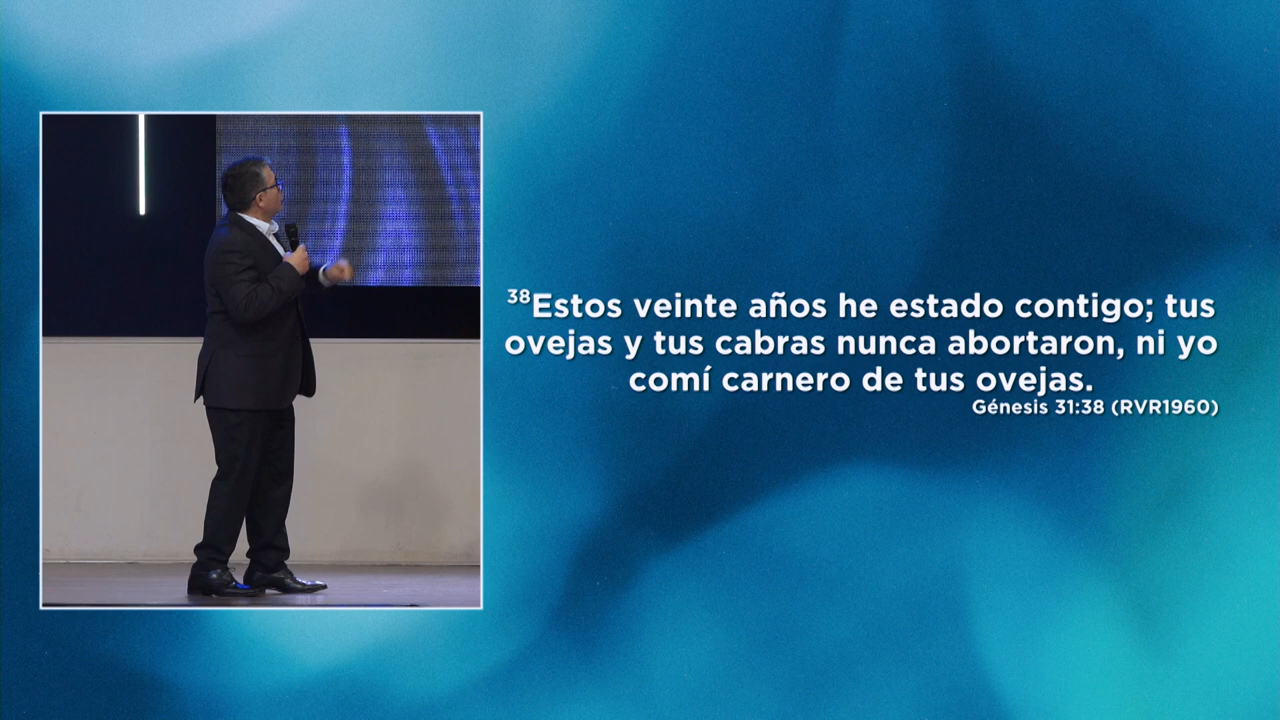 ³⁸Estos veinte años he estado contigo; tus
ovejas y tus cabras nunca abortaron, ni yo
comí carnero de tus ovejas.
Génesis 31:38 (RVR1960)